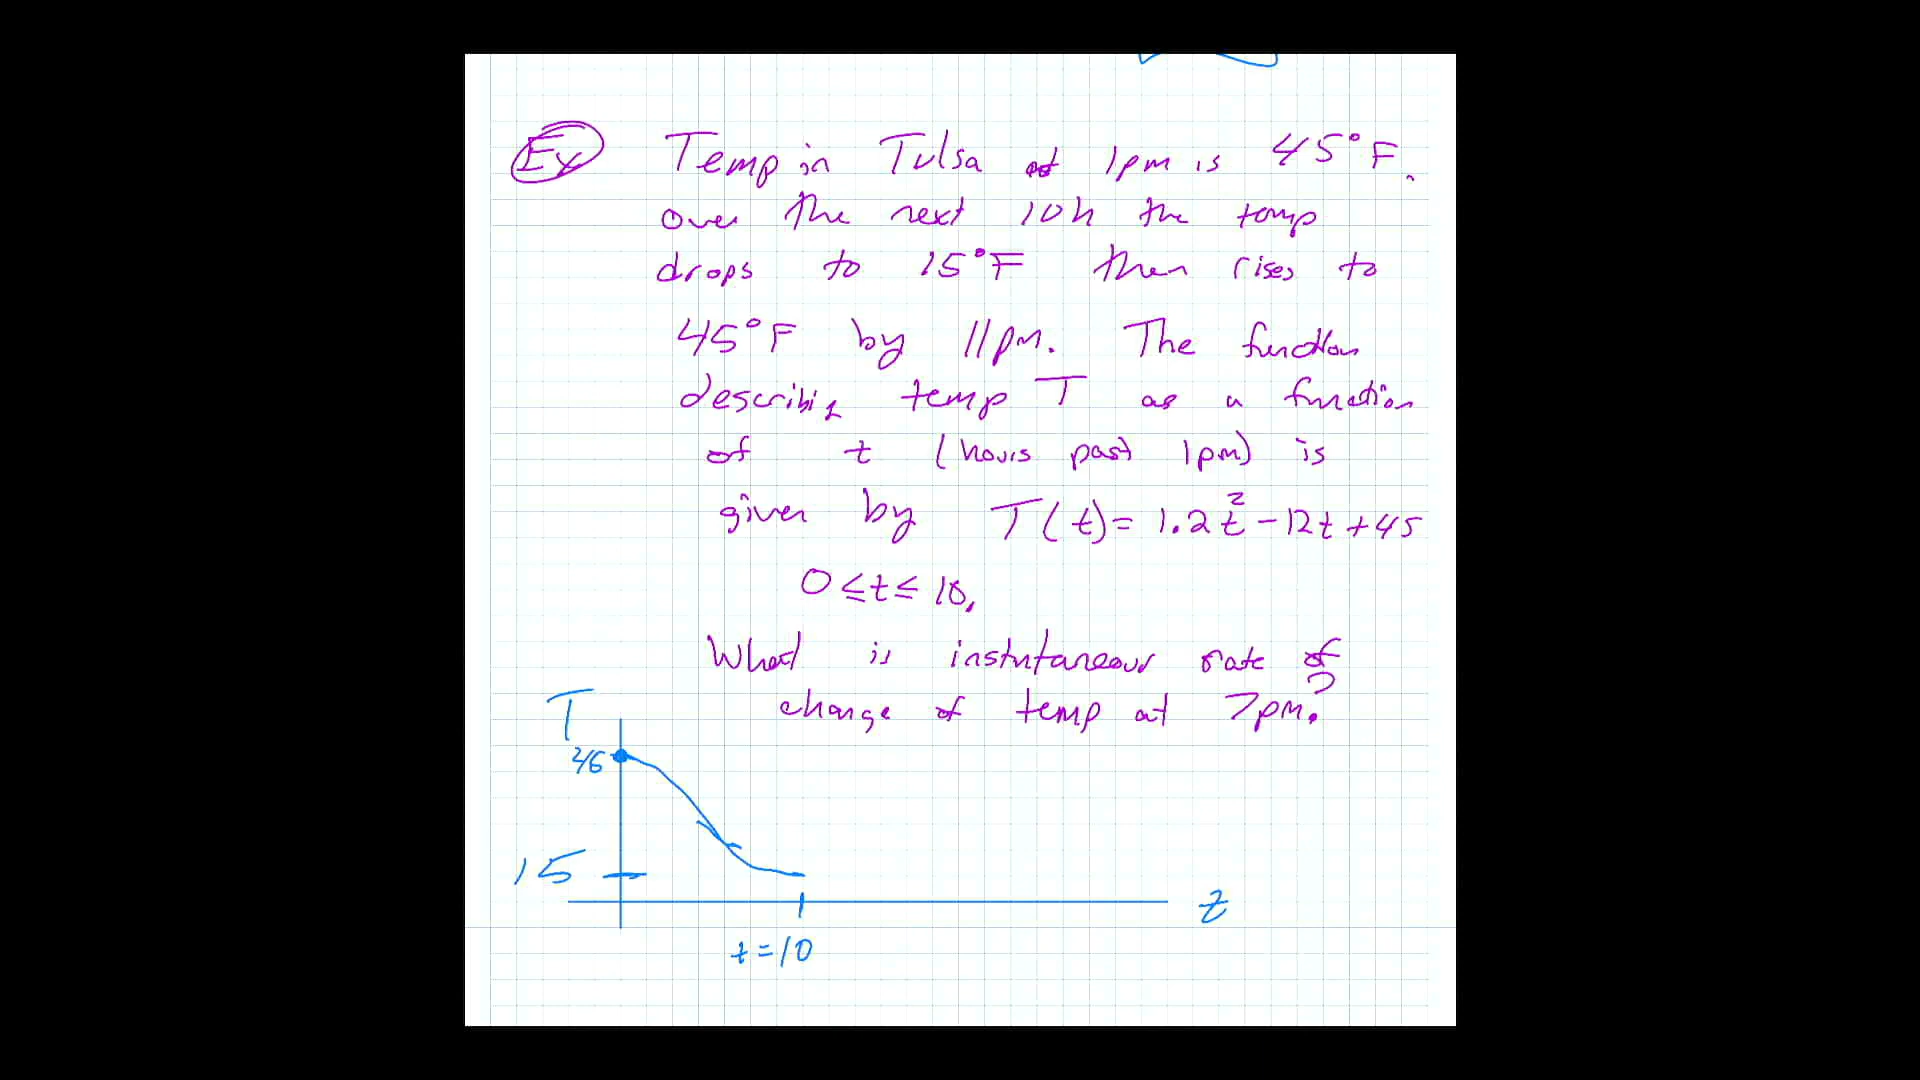 Ex Temp in Tulsa at 1pm is 45°F.
over the next 10h the temp
drops to 15°F then rises to
45°F by 11pm. The function
describing temp T as a function
of t (hours past 1pm) is
given by T(t)= 1.2t² - 12t + 45
0 ≤ t ≤ 10.
What is instntaneous rate of
change of temp at 7pm?
T
45
15
t
t = 10